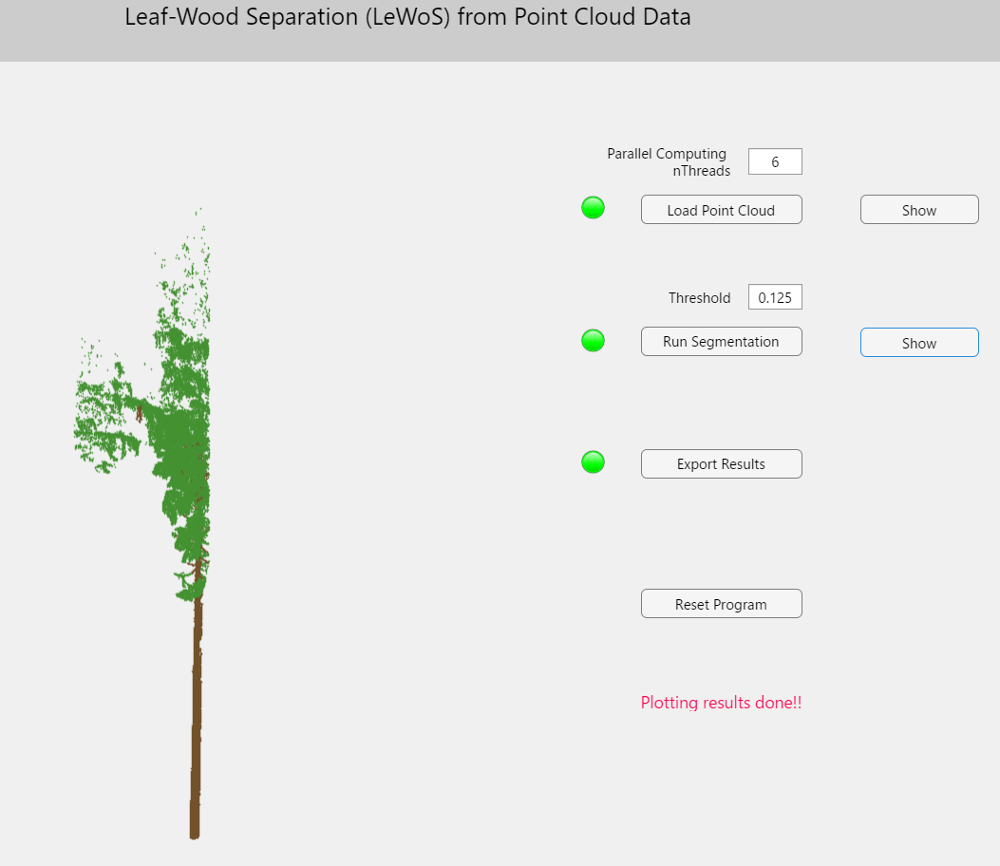 Leaf-Wood Separation (LeWoS) from Point Cloud Data
Parallel Computing
nThreads
6
Load Point Cloud
Show
Threshold
0.125
Run Segmentation
Show
Export Results
Reset Program
Plotting results done!!